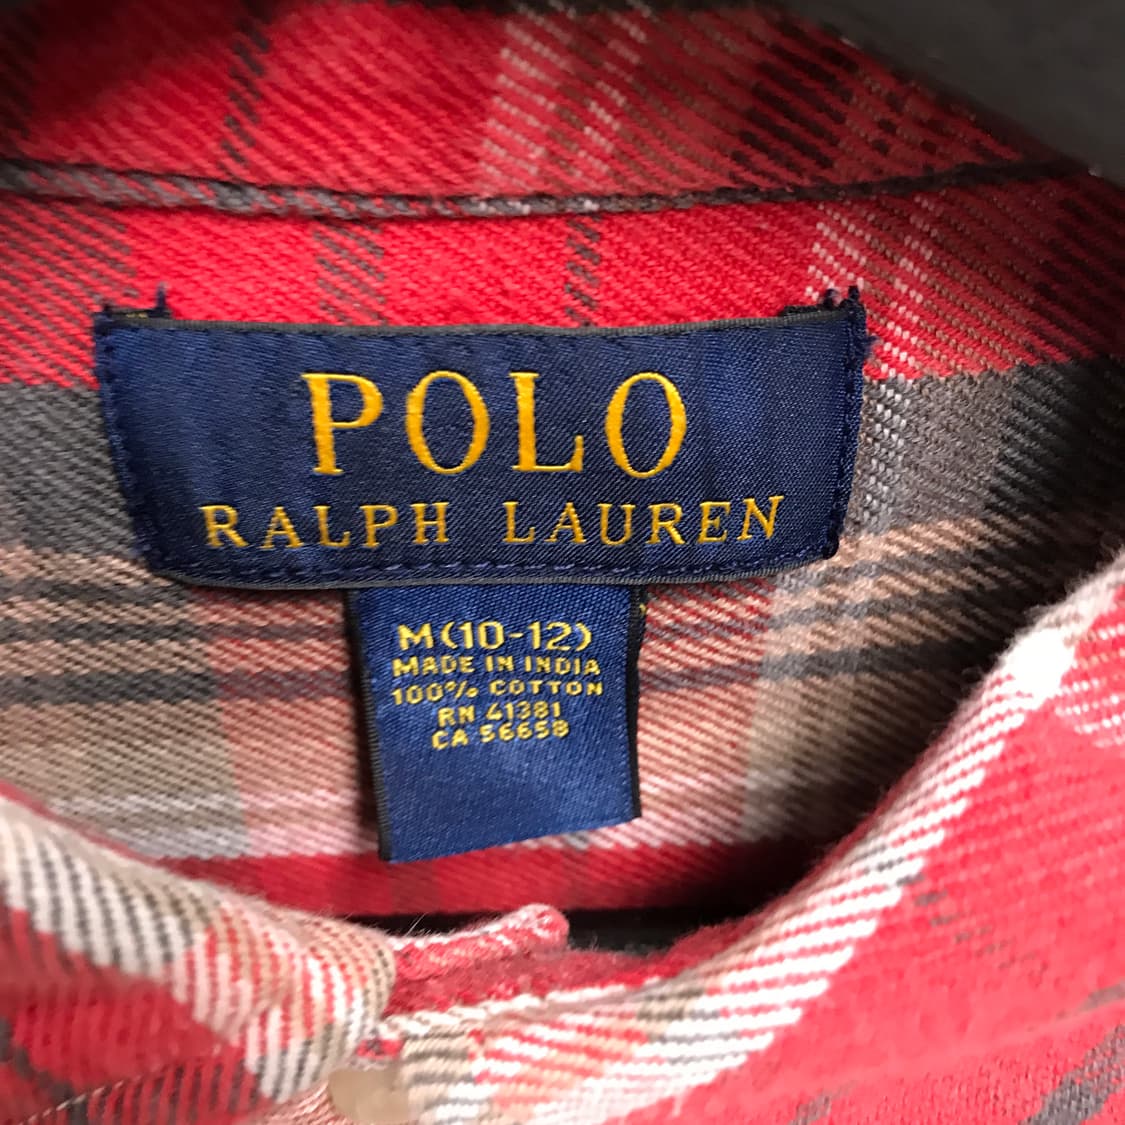 POLO
RALPH LAUREN
M(10-12)
MADE IN INDIA
100% COTTON
RN 41381
CA 56658